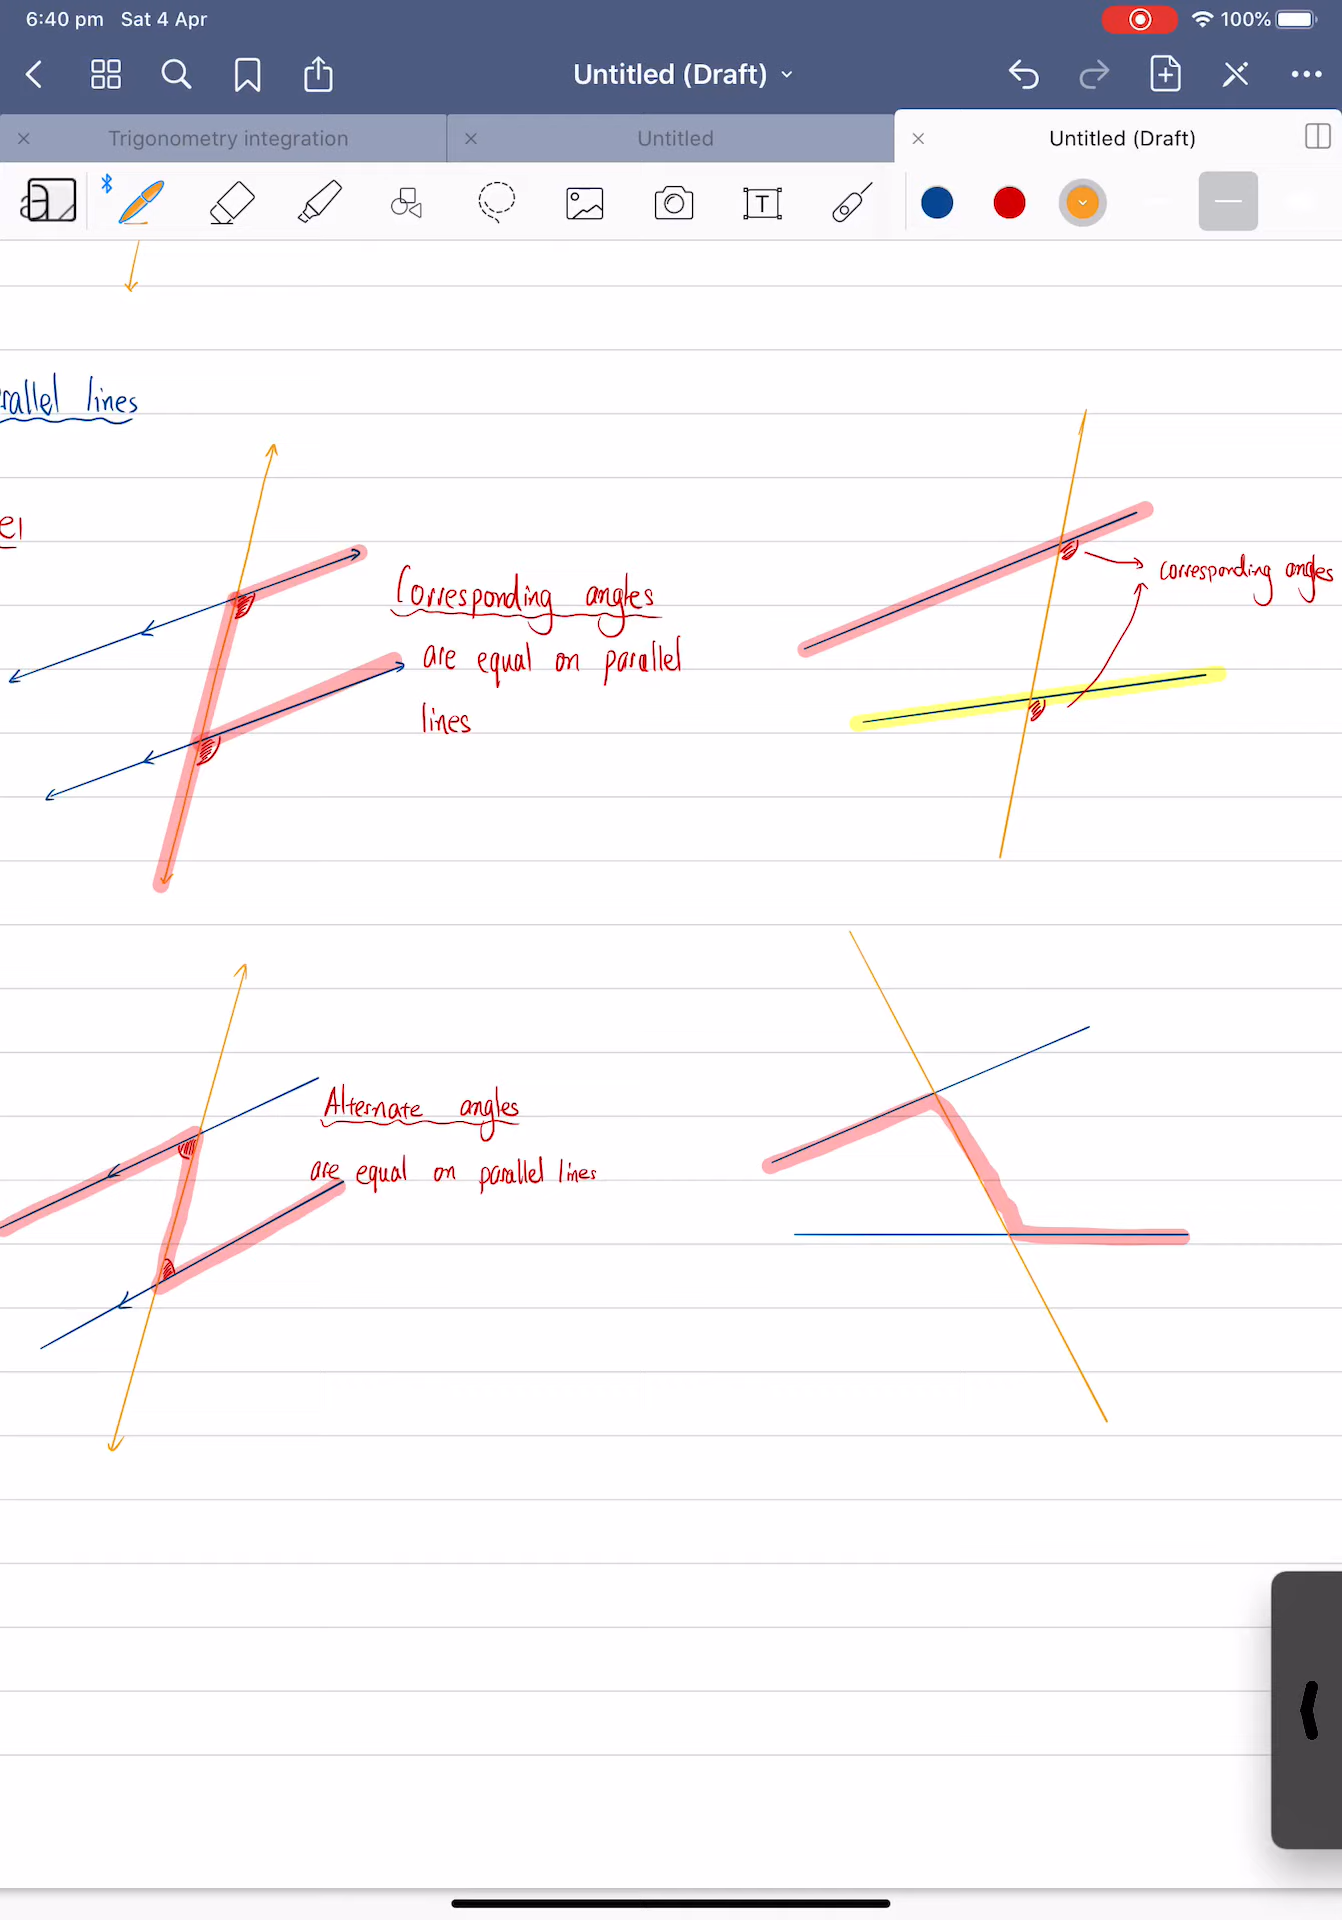 6:40 pm Sat 4 Apr
100%
Untitled (Draft)
Trigonometry integration
Untitled
Untitled (Draft)
a
T
rallel lines
el
Corresponding angles
are equal on parallel
lines
corresponding angles
Alternate angles
are equal on parallel lines